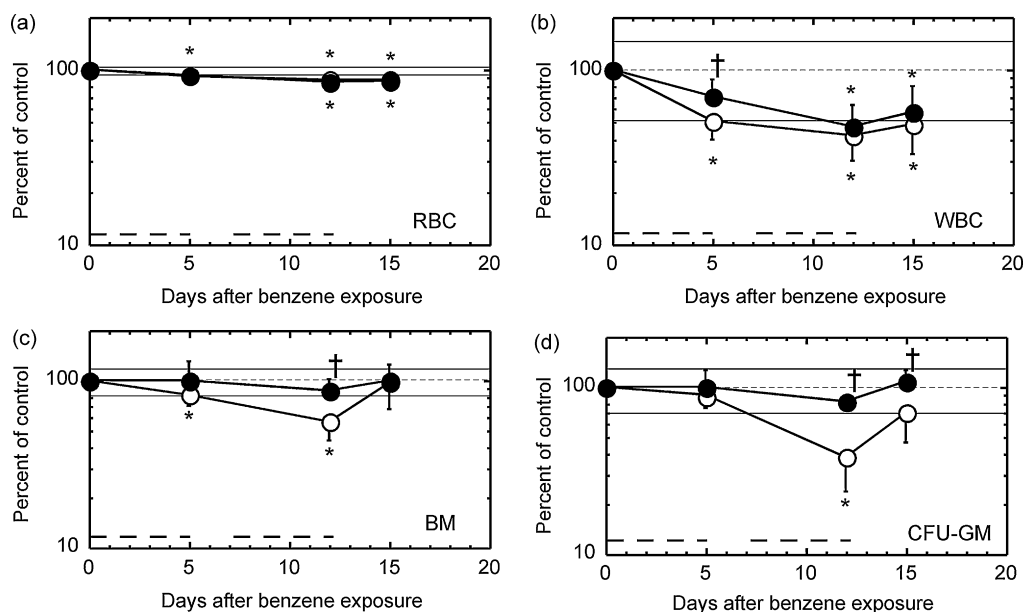 (a)
100
10
Percent of control
* * *
* *
RBC
0 5 10 15 20
Days after benzene exposure
(b)
100
10
Percent of control
†
* *
* * *
WBC
0 5 10 15 20
Days after benzene exposure
(c)
100
10
Percent of control
†
* *
BM
0 5 10 15 20
Days after benzene exposure
(d)
100
10
Percent of control
† †
*
CFU-GM
0 5 10 15 20
Days after benzene exposure